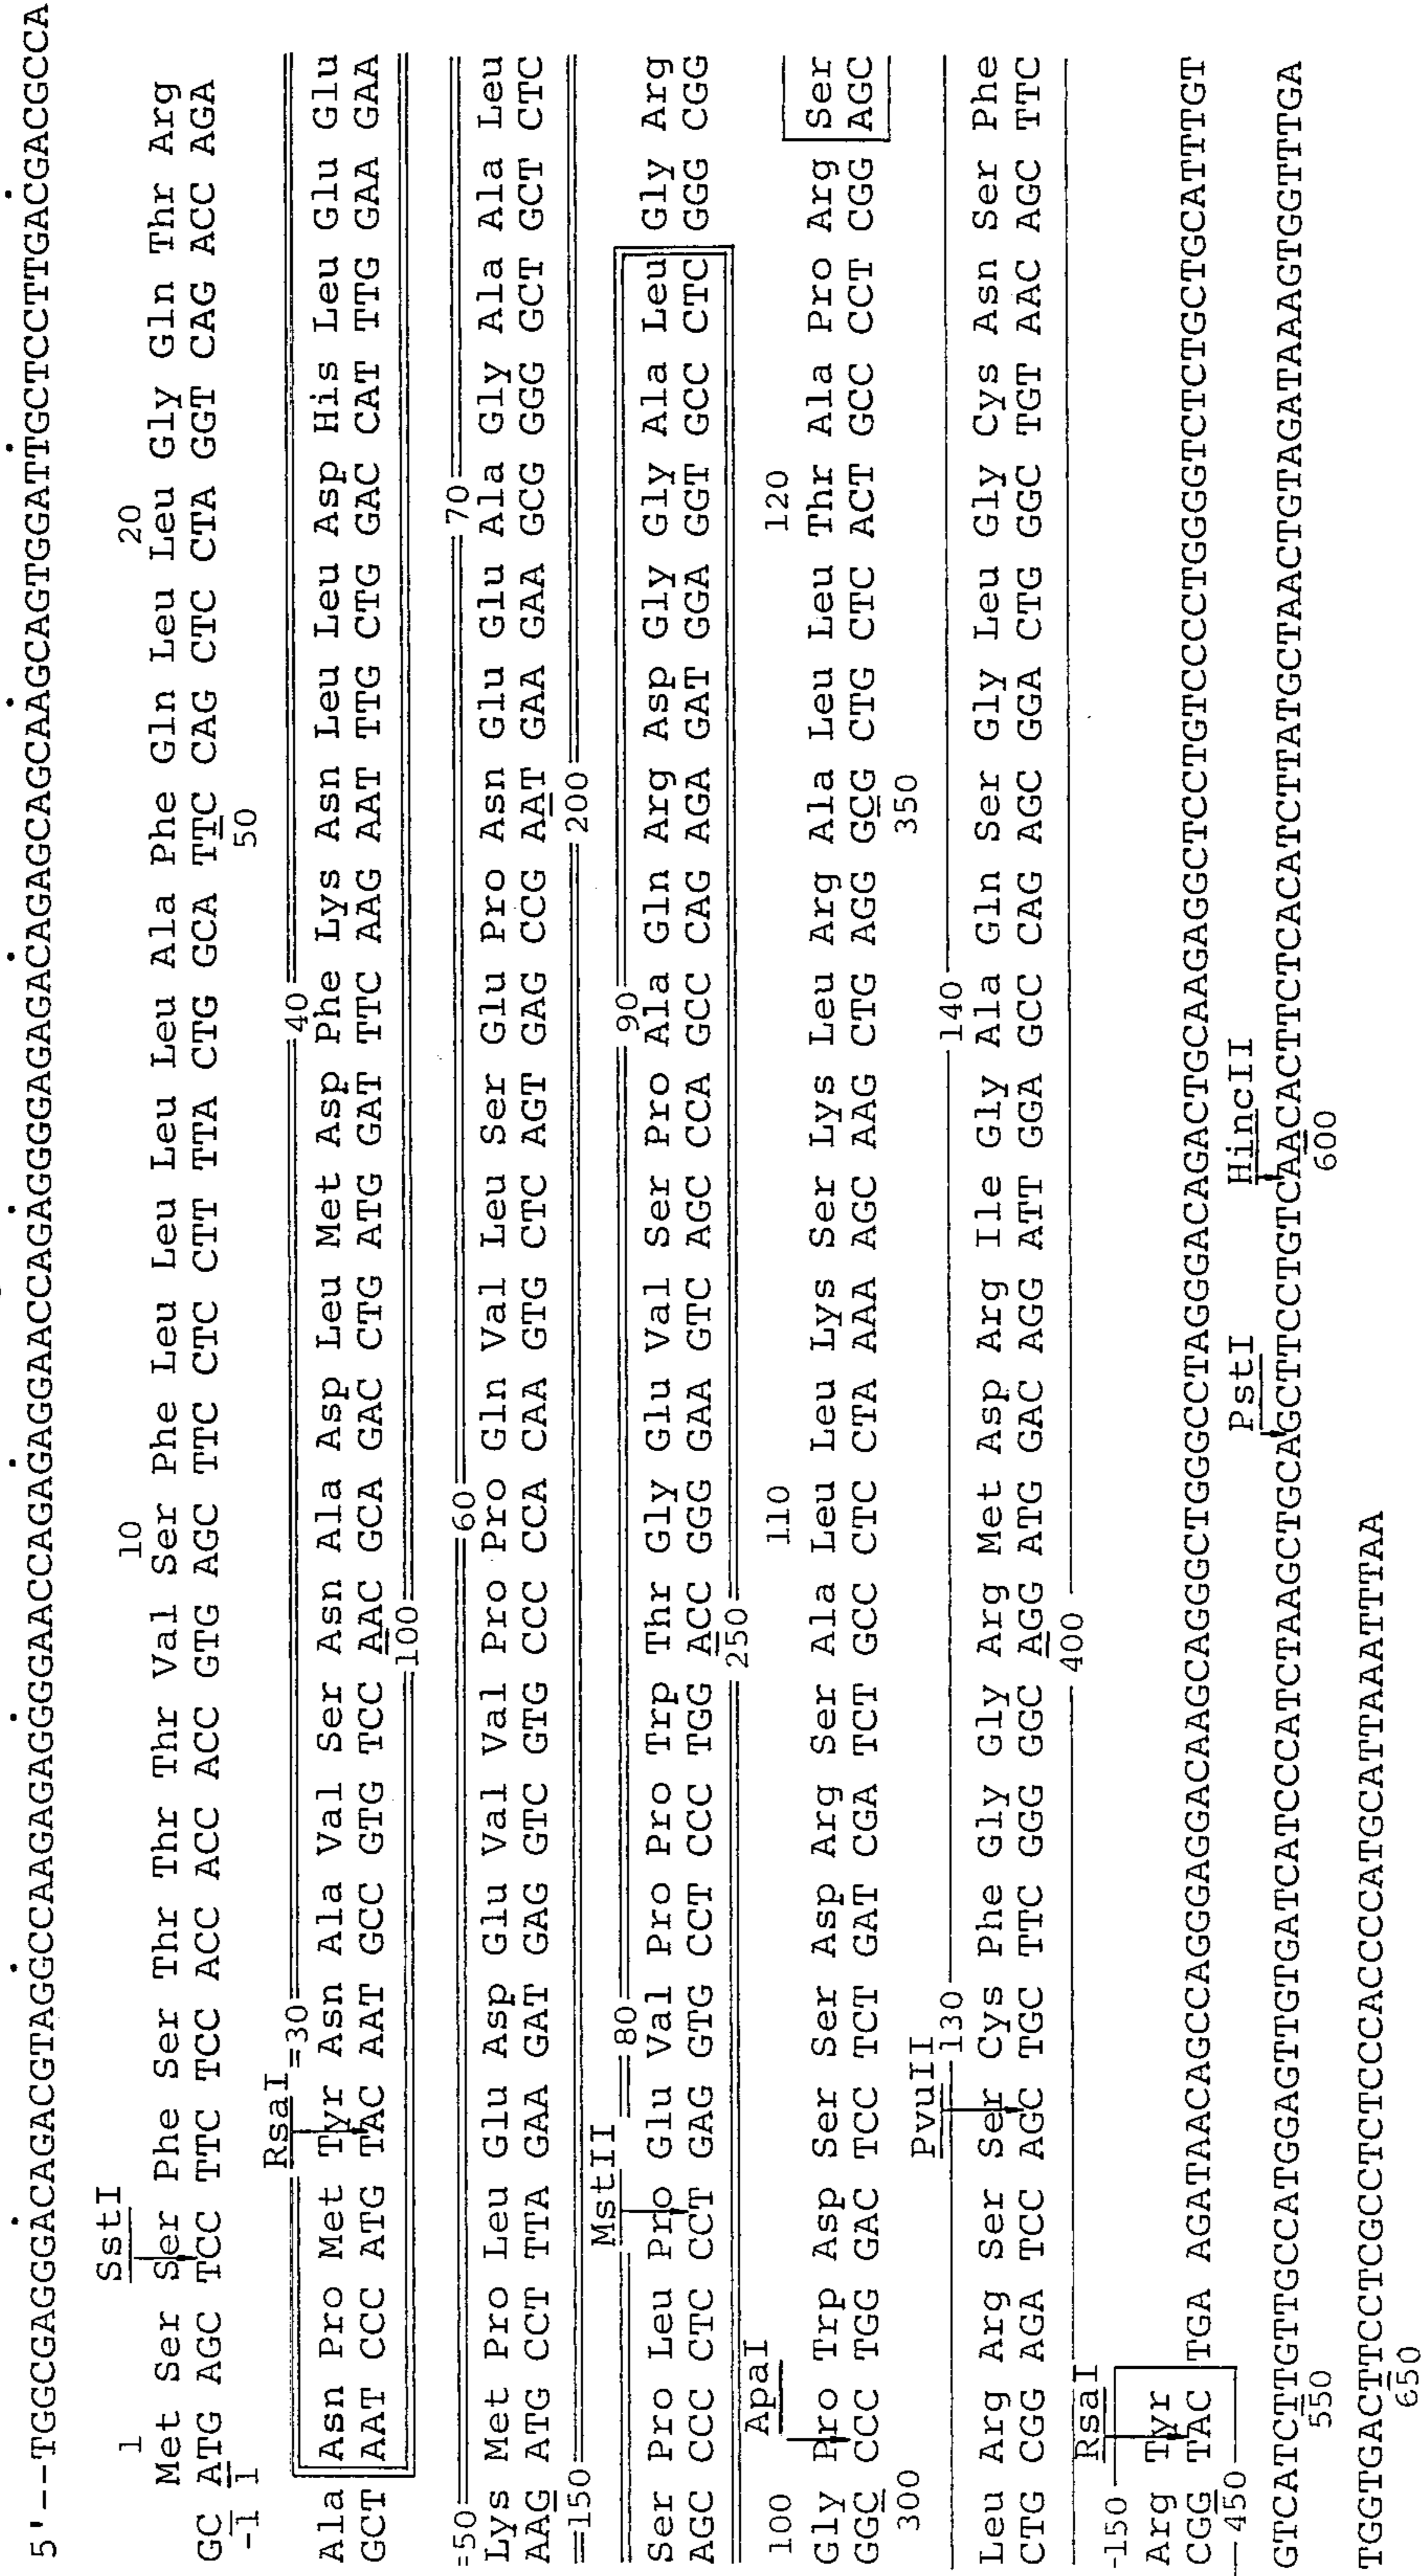 5'--TGGCGAGGGACAGACGTAGGCCAAGAGAGGGGAACCAGAGAGGAACCAGAGGGGAGAGACAGAGCAGCAAGCAGTGGATTGCTCCTTGACGACGCCA
SstI
1 10 20
Met Ser Ser Phe Ser Thr Thr Thr Val Ser Phe Leu Leu Leu Leu Ala Phe Gln Leu Leu Gly Gln Thr Arg
GC ATG AGC TCC TTC TCC ACC ACC ACC GTG AGC TTC CTC CTT TTA CTG GCA TTC CAG CTC CTA GGT CAG ACC AGA
-1 1 50
RsaI
30 40
Ala Asn Pro Met Tyr Asn Ala Val Ser Asn Ala Asp Leu Met Asp Phe Lys Asn Leu Leu Asp His Leu Glu Glu
GCT AAT CCC ATG TAC AAT GCC GTG TCC AAC GCA GAC CTG ATG GAT TTC AAG AAT TTG CTG GAC CAT TTG GAA GAA
100
50 60 70
Lys Met Pro Leu Glu Asp Glu Val Val Pro Pro Gln Val Leu Ser Glu Pro Asn Glu Glu Ala Gly Ala Ala Leu
AAG ATG CCT TTA GAA GAT GAG GTC GTG CCC CCA CAA GTG CTC AGT GAG CCG AAT GAA GAA GCG GGG GCT GCT CTC
150 200
MstII
80 90
Ser Pro Leu Pro Glu Val Pro Pro Trp Thr Gly Glu Val Ser Pro Ala Gln Arg Asp Gly Gly Ala Leu Gly Arg
AGC CCC CTC CCT GAG GTG CCT CCC TGG ACC GGG GAA GTC AGC CCA GCC CAG AGA GAT GGA GGT GCC CTC GGG CGG
250
ApaI
100 110 120
Gly Pro Trp Asp Ser Ser Asp Arg Ser Ala Leu Leu Lys Ser Lys Leu Arg Ala Leu Leu Thr Ala Pro Arg Ser
GGC CCC TGG GAC TCC TCT GAT CGA TCT GCC CTC CTA AAA AGC AAG CTG AGG GCG CTG CTC ACT GCC CCT CGG AGC
300 350
PvuII
130 140
Leu Arg Arg Ser Ser Cys Phe Gly Gly Arg Met Asp Arg Ile Gly Ala Gln Ser Gly Leu Gly Cys Asn Ser Phe
CTG CGG AGA TCC AGC TGC TTC GGG GGC AGG ATG GAC AGG ATT GGA GCC CAG AGC GGA CTG GGC TGT AAC AGC TTC
400
RsaI
-150
Arg Tyr
CGG TAC TGA AGATAACAGCCAGGGAGGACAAGCAGGGCTGGGCCTAGGGACAGACTGCAAGAGGCTCCTGTCCCCTGGGGTCTCTGCTGCATTTGT
450
PstI HincII
GTCATCTTGTTGCCATGGAGTTGTGATCATCCCATCTAAGCTGCAGCTTCCTGTCAACACTTCTCACATCTTATGCTAACTGTAGATAAAGTGGTTTGA
550 600
TGGTGACTTCCTCGCCTCTCCCACCCCATGCATTAAATTTAA
650